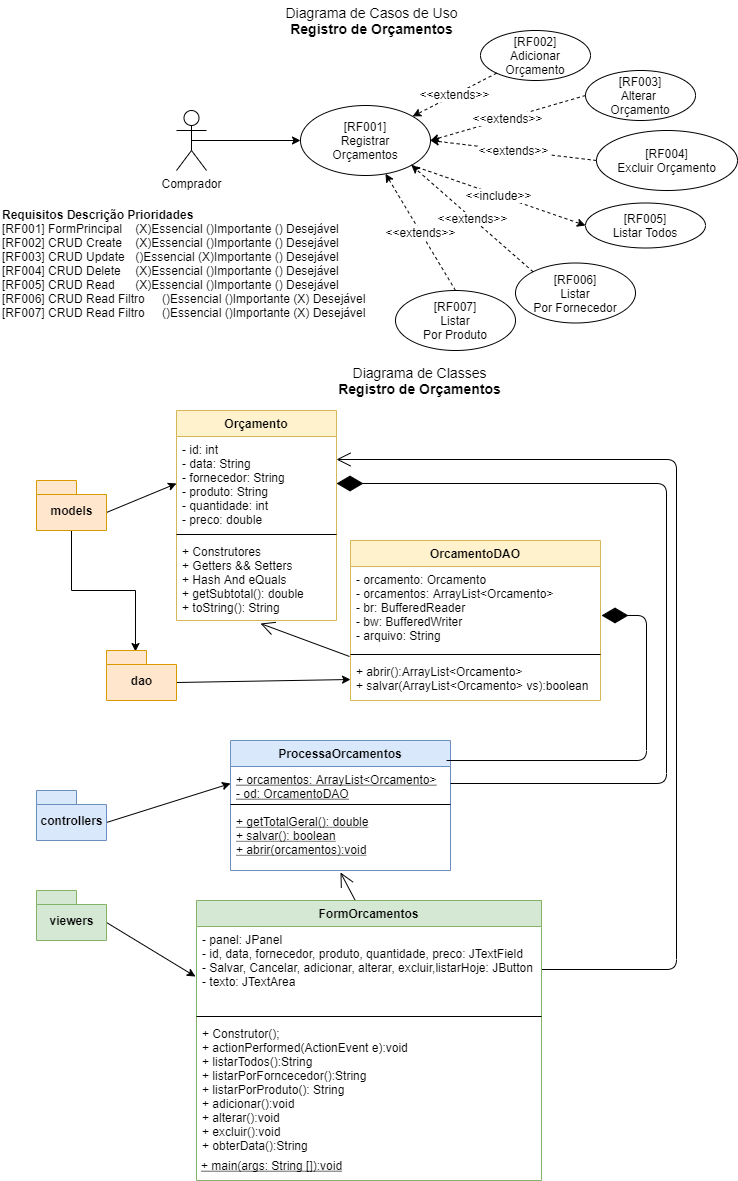 Diagrama de Casos de Uso
Registro de Orçamentos
[RF002]
Adicionar
Orçamento
<<extends>>
[RF003]
Alterar
Orçamento
<<extends>>
[RF001]
Registrar
Orçamentos
<<extends>>
[RF004]
Excluir Orçamento
Comprador
<<include>>
[RF005]
Listar Todos
<<extends>>
<<extends>>
[RF006]
Listar
Por Fornecedor
[RF007]
Listar
Por Produto
Requisitos Descrição Prioridades
[RF001] FormPrincipal (X)Essencial ()Importante () Desejável
[RF002] CRUD Create (X)Essencial ()Importante () Desejável
[RF003] CRUD Update ()Essencial (X)Importante () Desejável
[RF004] CRUD Delete (X)Essencial ()Importante () Desejável
[RF005] CRUD Read (X)Essencial ()Importante () Desejável
[RF006] CRUD Read Filtro ()Essencial ()Importante (X) Desejável
[RF007] CRUD Read Filtro ()Essencial ()Importante (X) Desejável
Diagrama de Classes
Registro de Orçamentos
Orçamento
- id: int
- data: String
- fornecedor: String
- produto: String
- quantidade: int
- preco: double
+ Construtores
+ Getters && Setters
+ Hash And eQuals
+ getSubtotal(): double
+ toString(): String
models
OrcamentoDAO
- orcamento: Orcamento
- orcamentos: ArrayList<Orcamento>
- br: BufferedReader
- bw: BufferedWriter
- arquivo: String
+ abrir():ArrayList<Orcamento>
+ salvar(ArrayList<Orcamento> vs):boolean
dao
ProcessaOrcamentos
+ orcamentos: ArrayList<Orcamento>
- od: OrcamentoDAO
+ getTotalGeral(): double
+ salvar(): boolean
+ abrir(orcamentos):void
controllers
viewers
FormOrcamentos
- panel: JPanel
- id, data, fornecedor, produto, quantidade, preco: JTextField
- Salvar, Cancelar, adicionar, alterar, excluir,listarHoje: JButton
- texto: JTextArea
+ Construtor();
+ actionPerformed(ActionEvent e):void
+ listarTodos():String
+ listarPorForncecedor():String
+ listarPorProduto(): String
+ adicionar():void
+ alterar():void
+ excluir():void
+ obterData():String
+ main(args: String []):void